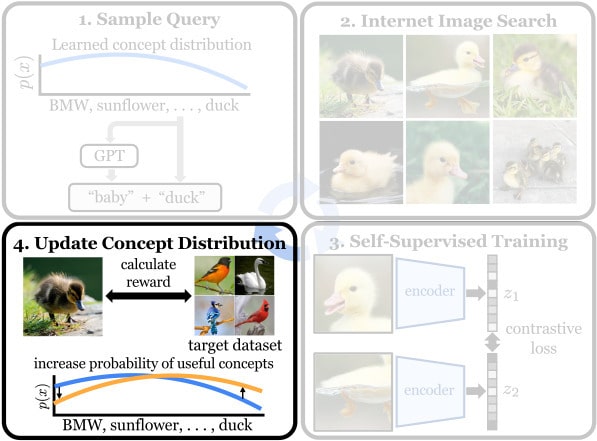 1. Sample Query
Learned concept distribution
p(x)
BMW, sunflower, . . . , duck
GPT
“baby” + “duck”
2. Internet Image Search
4. Update Concept Distribution
calculate
reward
target dataset
increase probability of useful concepts
p(x)
BMW, sunflower, . . . , duck
3. Self-Supervised Training
encoder
z1
contrastive
loss
encoder
z2